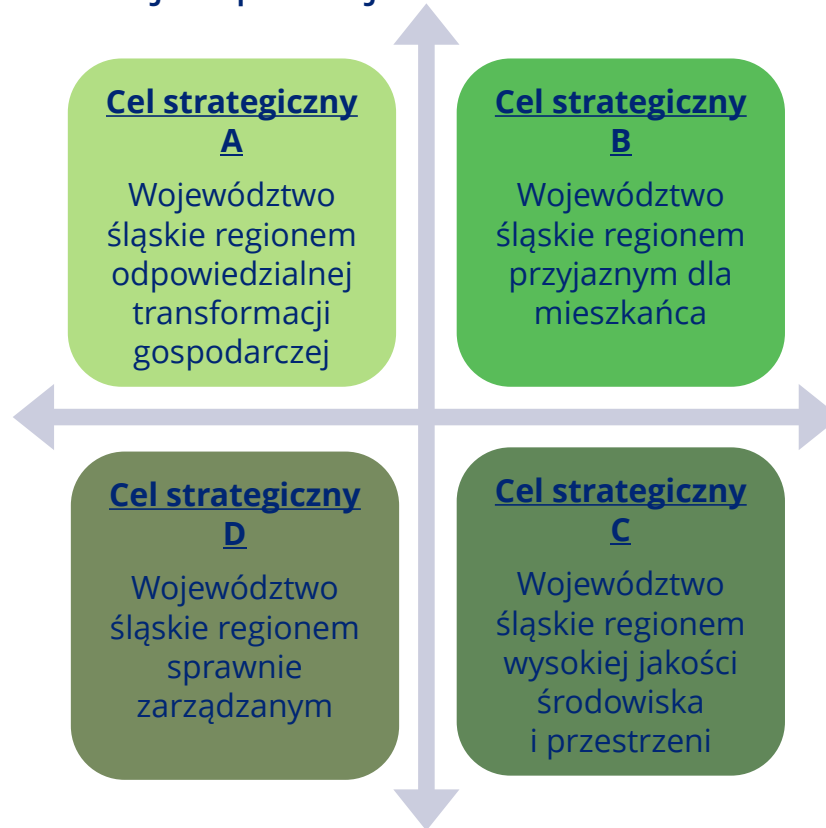 Cel strategiczny
A
Województwo
śląskie regionem
odpowiedzialnej
transformacji
gospodarczej
Cel strategiczny
B
Województwo
śląskie regionem
przyjaznym dla
mieszkańca
Cel strategiczny
D
Województwo
śląskie regionem
sprawnie
zarządzanym
Cel strategiczny
C
Województwo
śląskie regionem
wysokiej jakości
środowiska
i przestrzeni